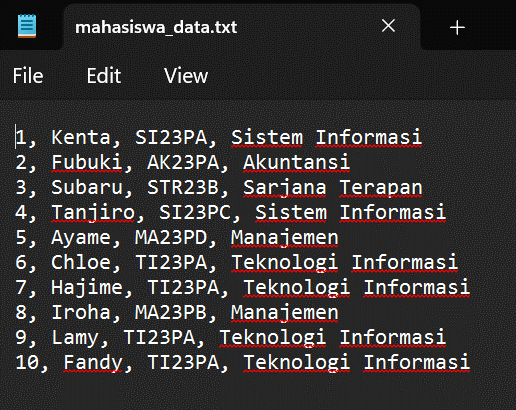 mahasiswa_data.txt
File Edit View
1, Kenta, SI23PA, Sistem Informasi
2, Fubuki, AK23PA, Akuntansi
3, Subaru, STR23B, Sarjana Terapan
4, Tanjiro, SI23PC, Sistem Informasi
5, Ayame, MA23PD, Manajemen
6, Chloe, TI23PA, Teknologi Informasi
7, Hajime, TI23PA, Teknologi Informasi
8, Iroha, MA23PB, Manajemen
9, Lamy, TI23PA, Teknologi Informasi
10, Fandy, TI23PA, Teknologi Informasi